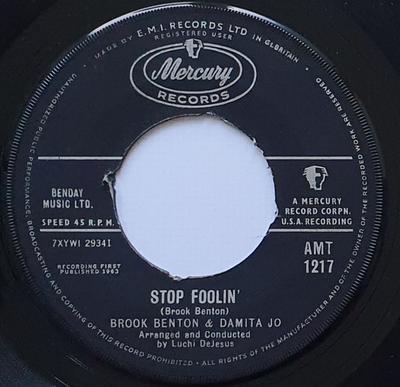 MADE BY E.M.I. RECORDS LTD IN GT.BRITAIN
REGISTERED USER
Mercury
RECORDS
BENDAY
MUSIC LTD.
SPEED 45 R.P.M.
7XYWI 29341
RECORDING FIRST
PUBLISHED 1963
A MERCURY
RECORD CORPN.
U.S.A. RECORDING
AMT
1217
STOP FOOLIN'
(Brook Benton)
BROOK BENTON & DAMITA JO
Arranged and Conducted
by Luchi DeJesus
ALL RIGHTS OF THE MANUFACTURER AND OF THE OWNER OF THE RECORDED WORK RESERVED
UNAUTHORIZED PUBLIC PERFORMANCE, BROADCASTING AND COPYING OF THIS RECORD PROHIBITED